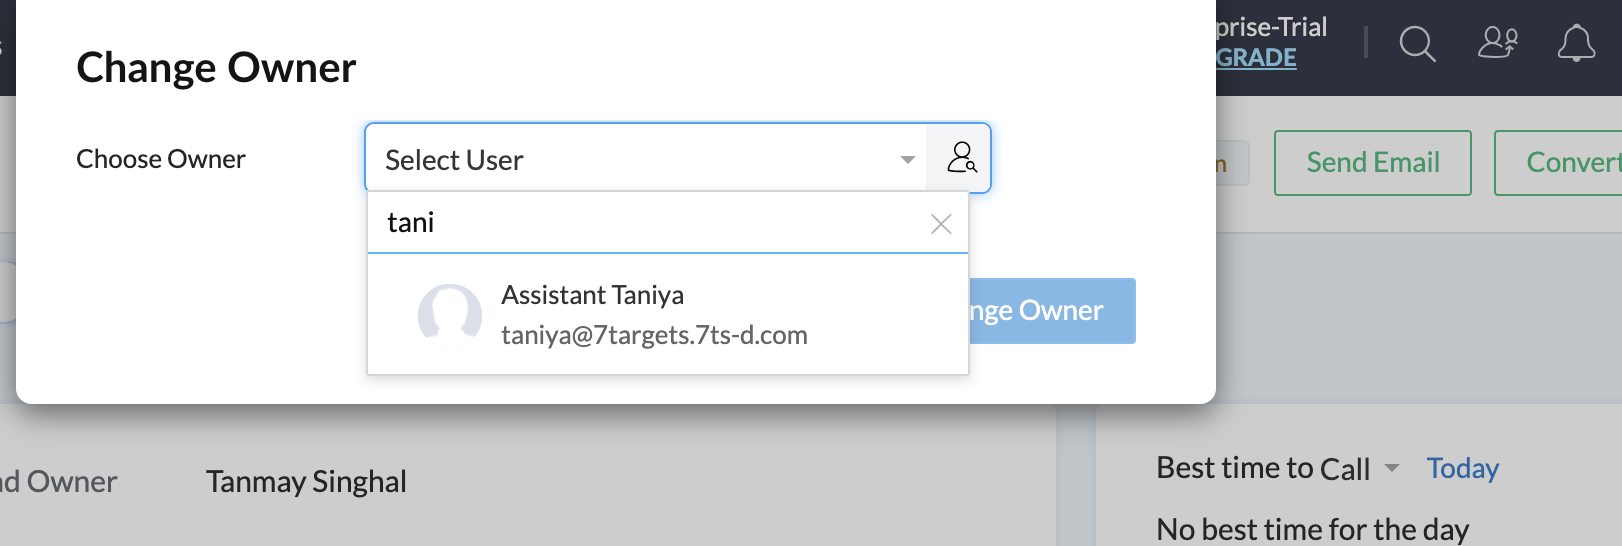 prise-Trial
GRADE
Change Owner
Choose Owner
Select User
tani
Assistant Taniya
taniya@7targets.7ts-d.com
nge Owner
Send Email
Convert
d Owner
Tanmay Singhal
Best time to Call
Today
No best time for the day